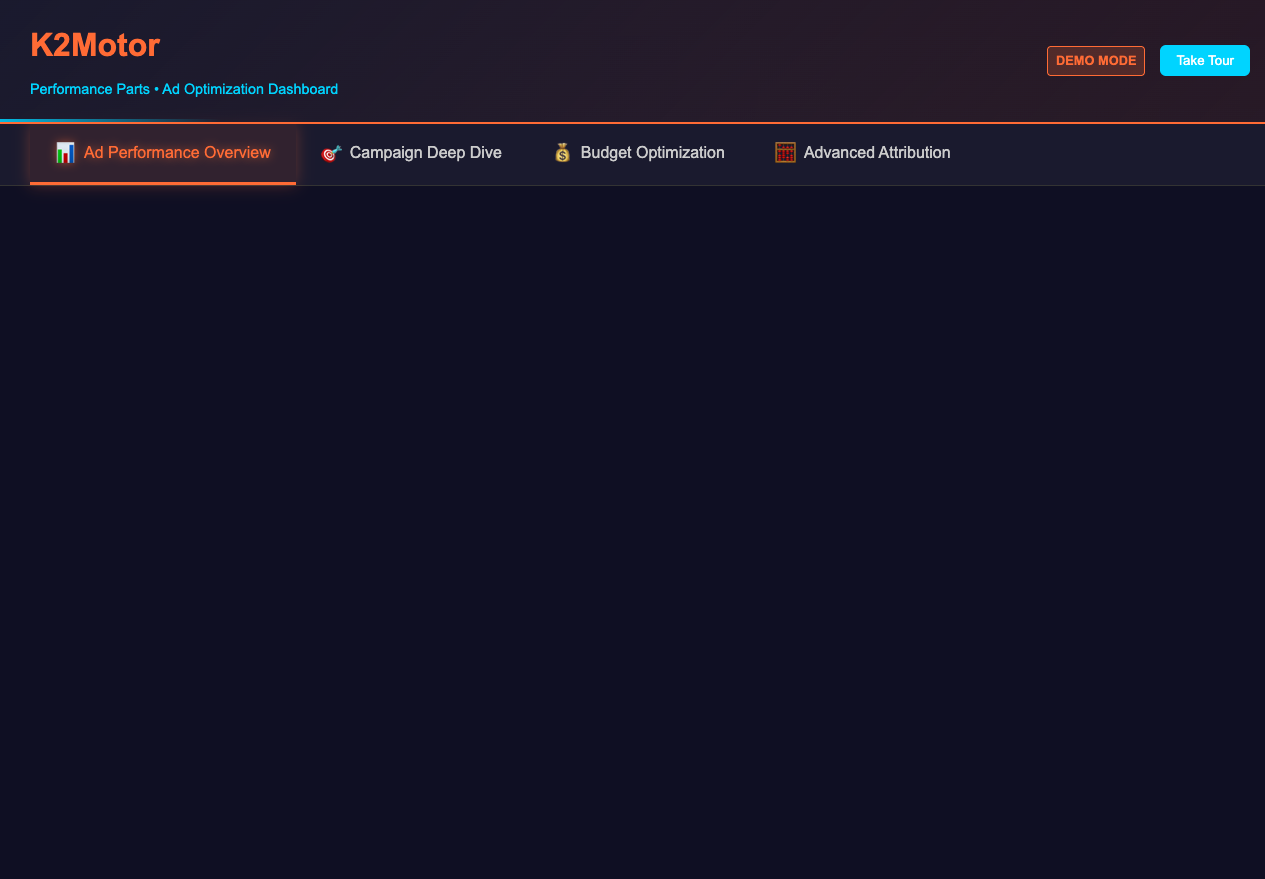 K2Motor
Performance Parts • Ad Optimization Dashboard
DEMO MODE
Take Tour
Ad Performance Overview
Campaign Deep Dive
Budget Optimization
Advanced Attribution